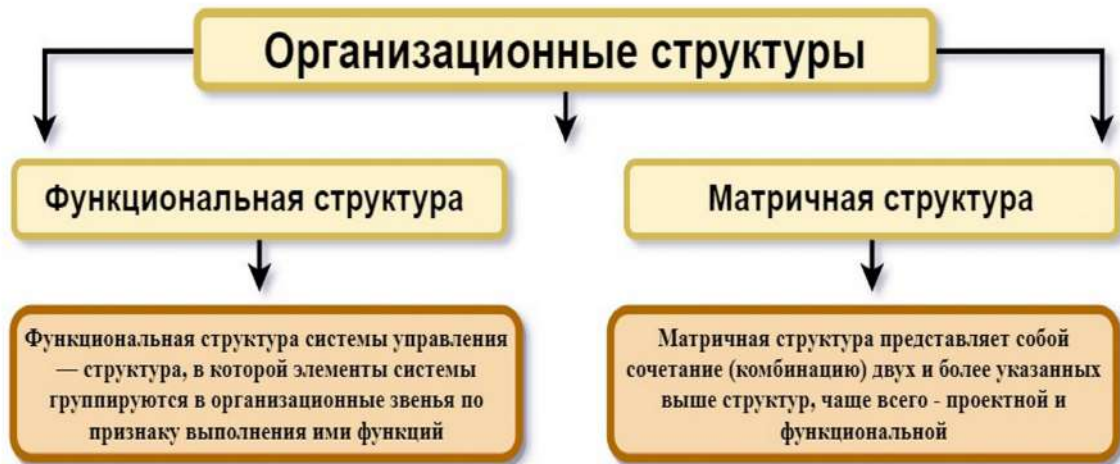 Организационные структуры
Функциональная структура
Матричная структура
Функциональная структура системы управления
— структура, в которой элементы системы
группируются в организационные звенья по
признаку выполнения ими функций
Матричная структура представляет собой
сочетание (комбинацию) двух и более указанных
выше структур, чаще всего - проектной и
функциональной